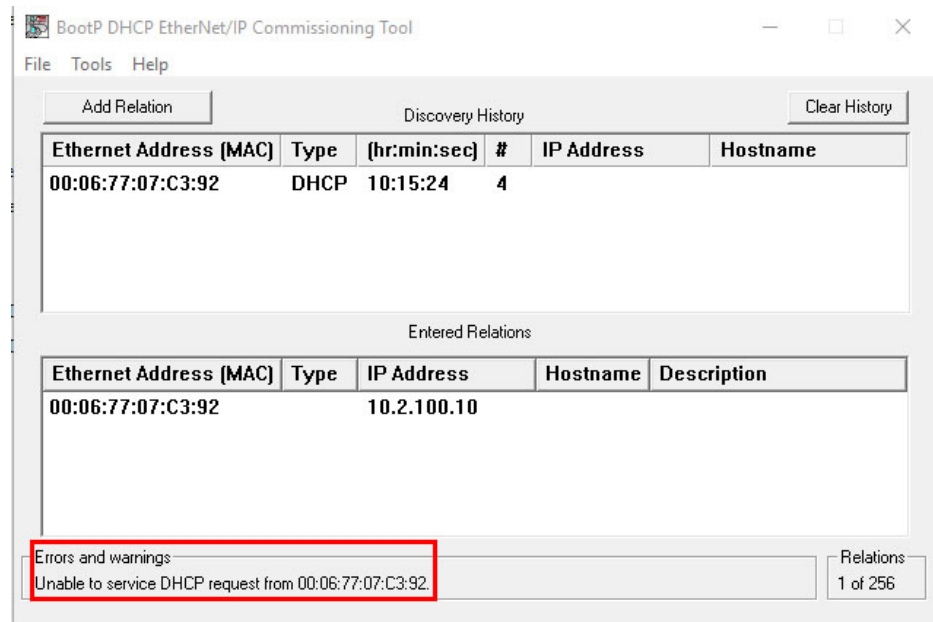 BootP DHCP EtherNet/IP Commissioning Tool
File Tools Help
Add Relation Discovery History Clear History
Ethernet Address (MAC) Type (hr:min:sec) # IP Address Hostname
00:06:77:07:C3:92 DHCP 10:15:24 4
Entered Relations
Ethernet Address (MAC) Type IP Address Hostname Description
00:06:77:07:C3:92 10.2.100.10
Errors and warnings Relations
Unable to service DHCP request from 00:06:77:07:C3:92. 1 of 256